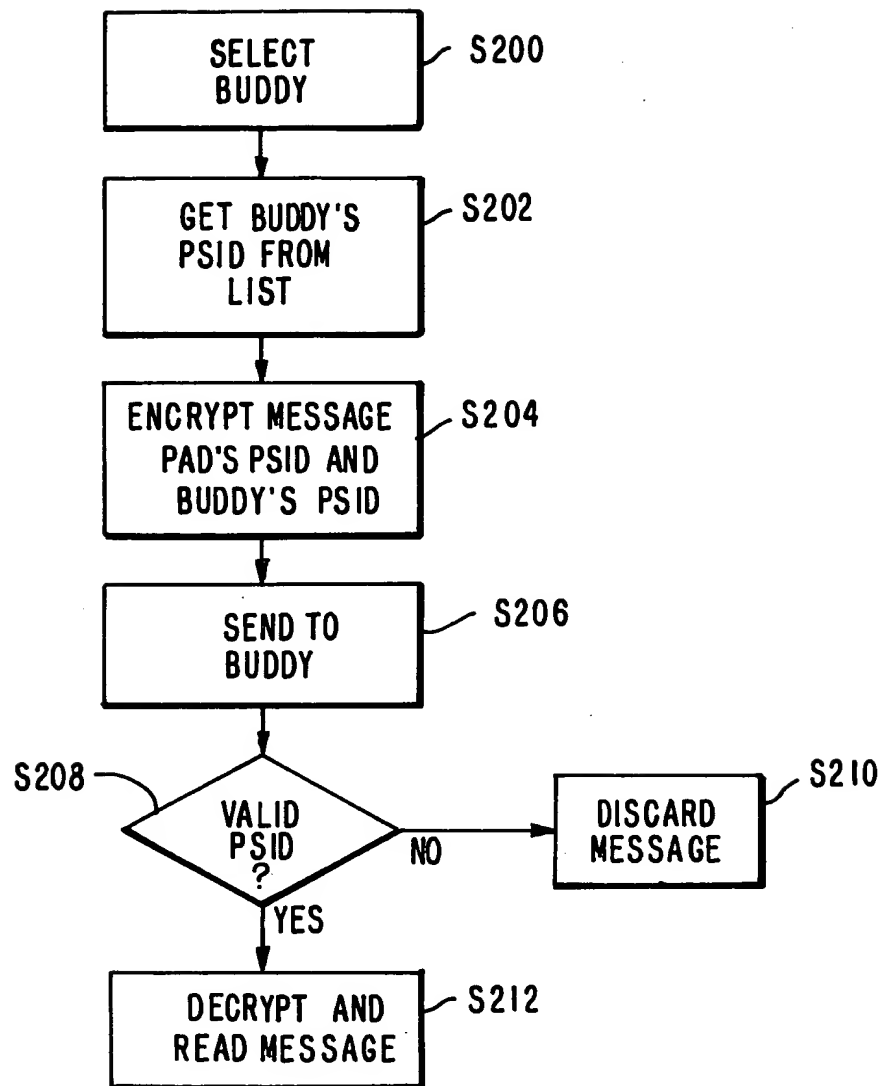 SELECT
BUDDY
S200
GET BUDDY'S
PSID FROM
LIST
S202
ENCRYPT MESSAGE
PAD'S PSID AND
BUDDY'S PSID
S204
SEND TO
BUDDY
S206
S208
VALID
PSID
?
NO
YES
DISCARD
MESSAGE
S210
DECRYPT AND
READ MESSAGE
S212